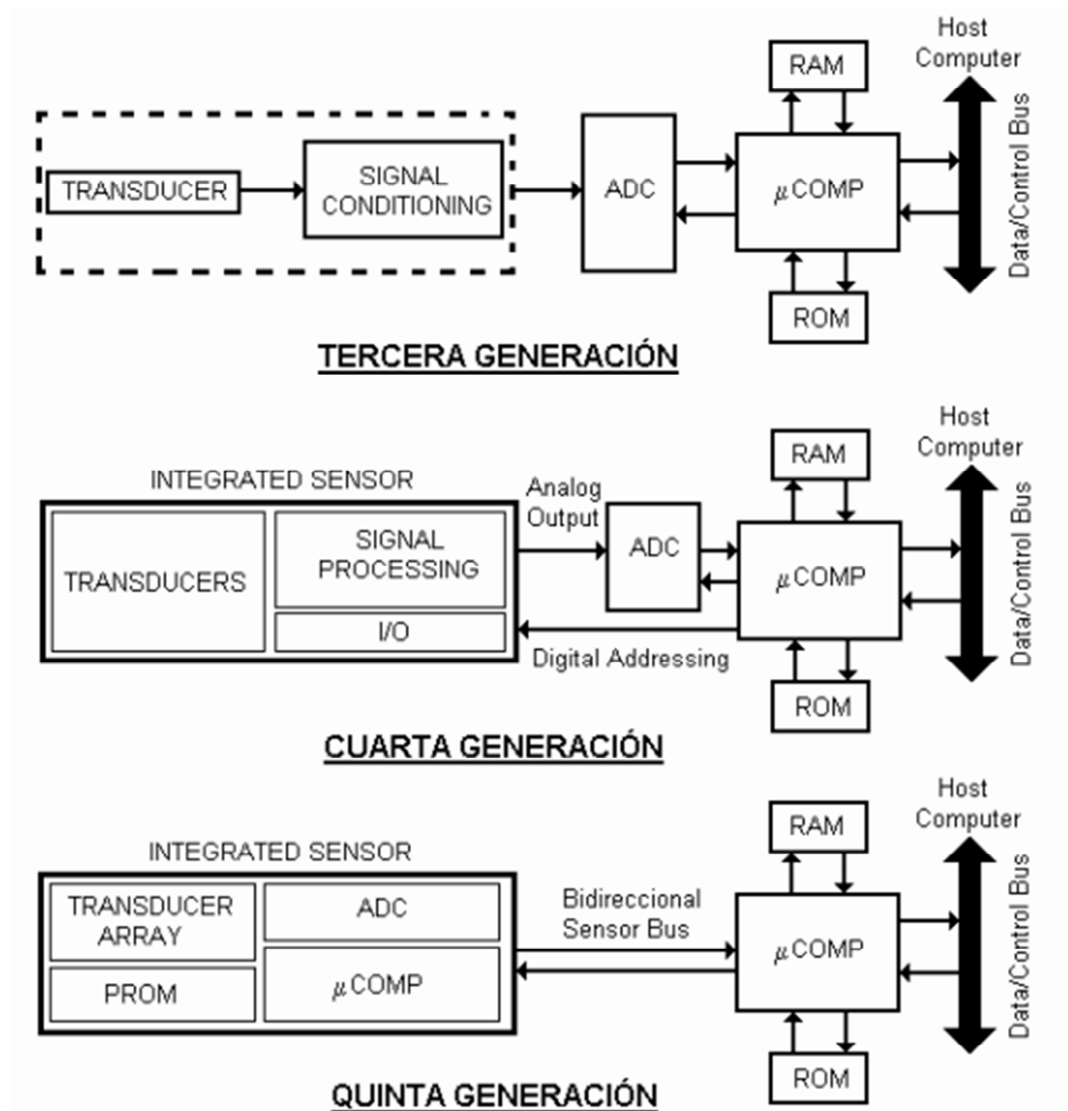 Host
Computer
RAM
TRANSDUCER
SIGNAL
CONDITIONING
ADC
μCOMP
Data/Control Bus
ROM
TERCERA GENERACIÓN
Host
Computer
RAM
INTEGRATED SENSOR
Analog
Output
TRANSDUCERS
SIGNAL
PROCESSING
I/O
ADC
μCOMP
Data/Control Bus
Digital Addressing
ROM
CUARTA GENERACIÓN
Host
Computer
RAM
INTEGRATED SENSOR
TRANSDUCER
ARRAY
ADC
PROM
μCOMP
Bidireccional
Sensor Bus
μCOMP
Data/Control Bus
ROM
QUINTA GENERACIÓN